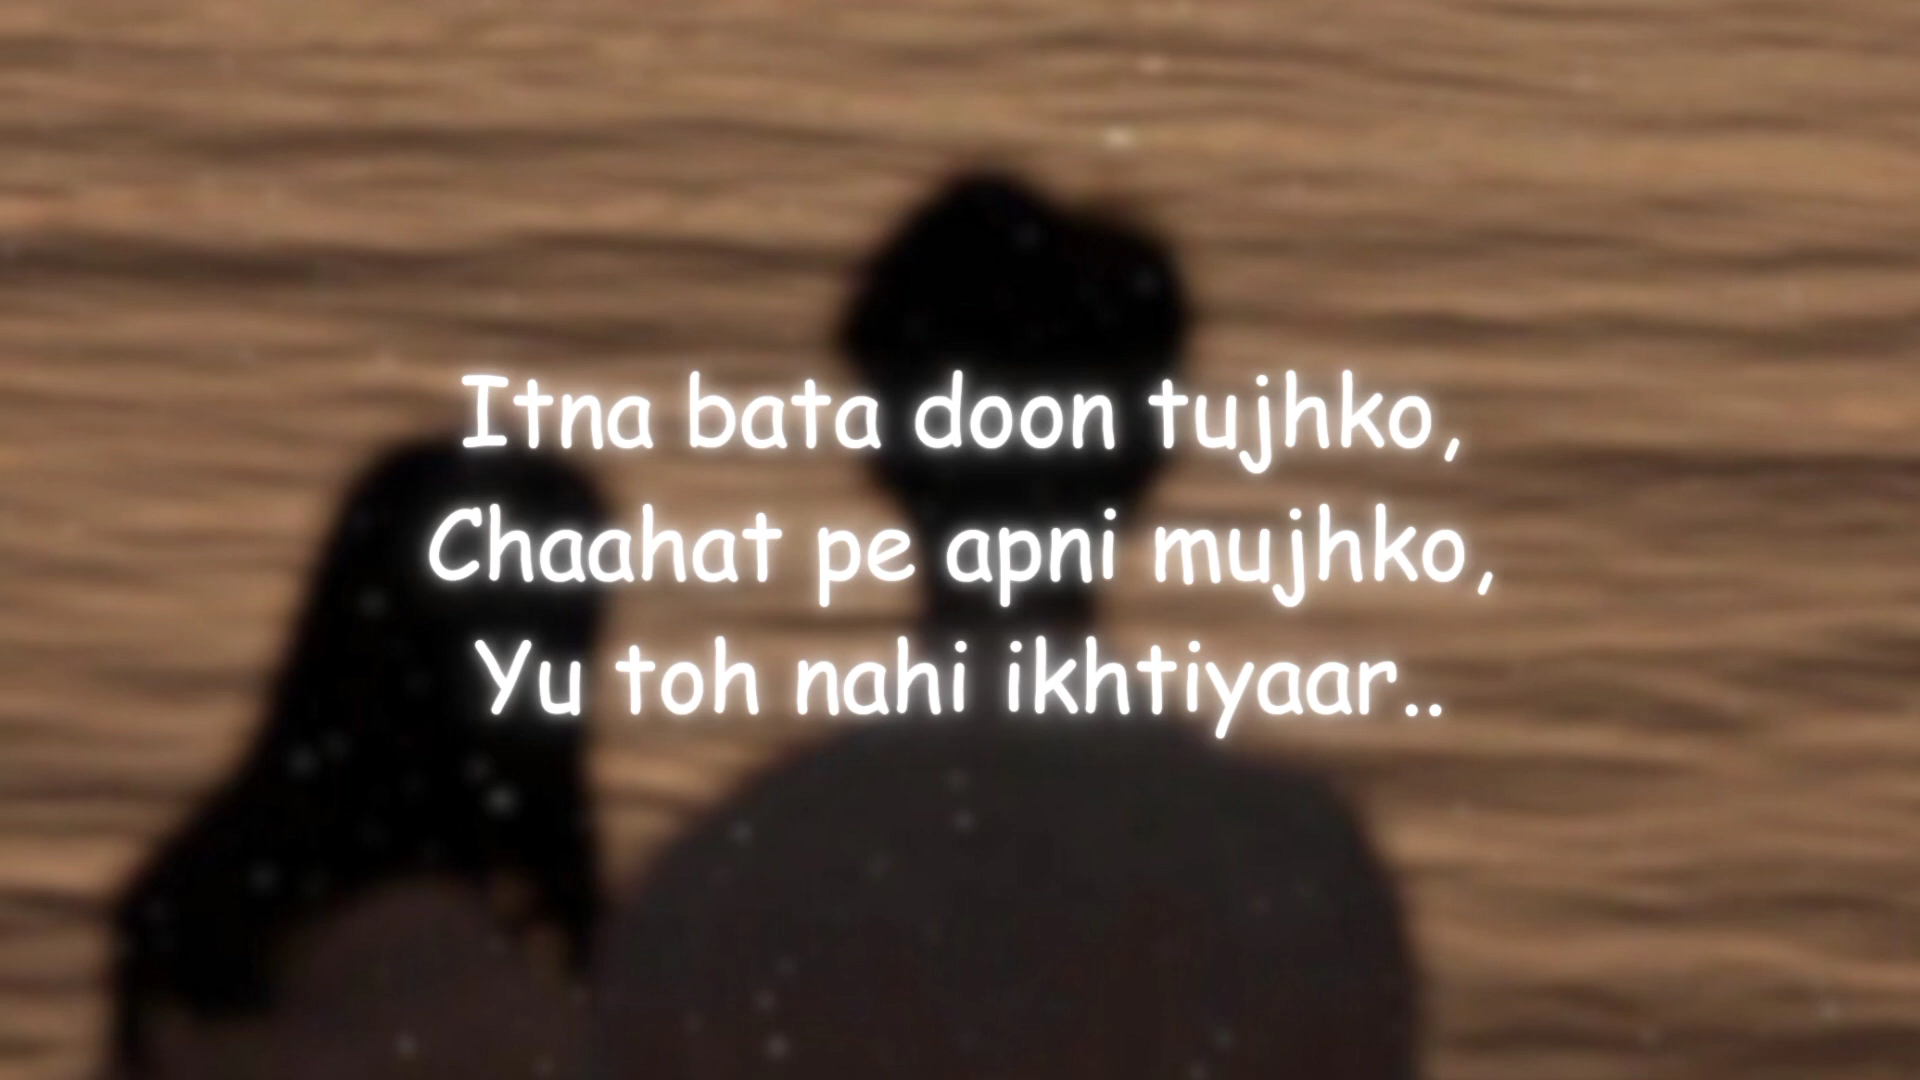 Itna bata doon tujhko,
Chaahat pe apni mujhko,
Yu toh nahi ikhtiyaar..